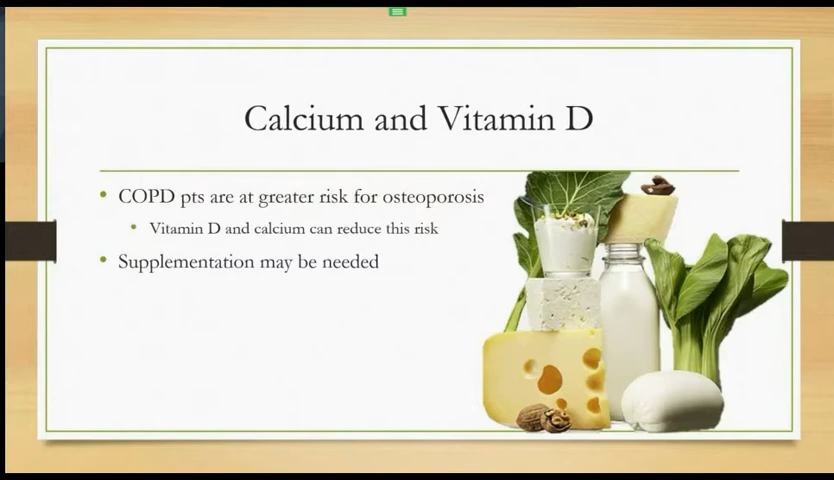 Calcium and Vitamin D
• COPD pts are at greater risk for osteoporosis
• Vitamin D and calcium can reduce this risk
• Supplementation may be needed